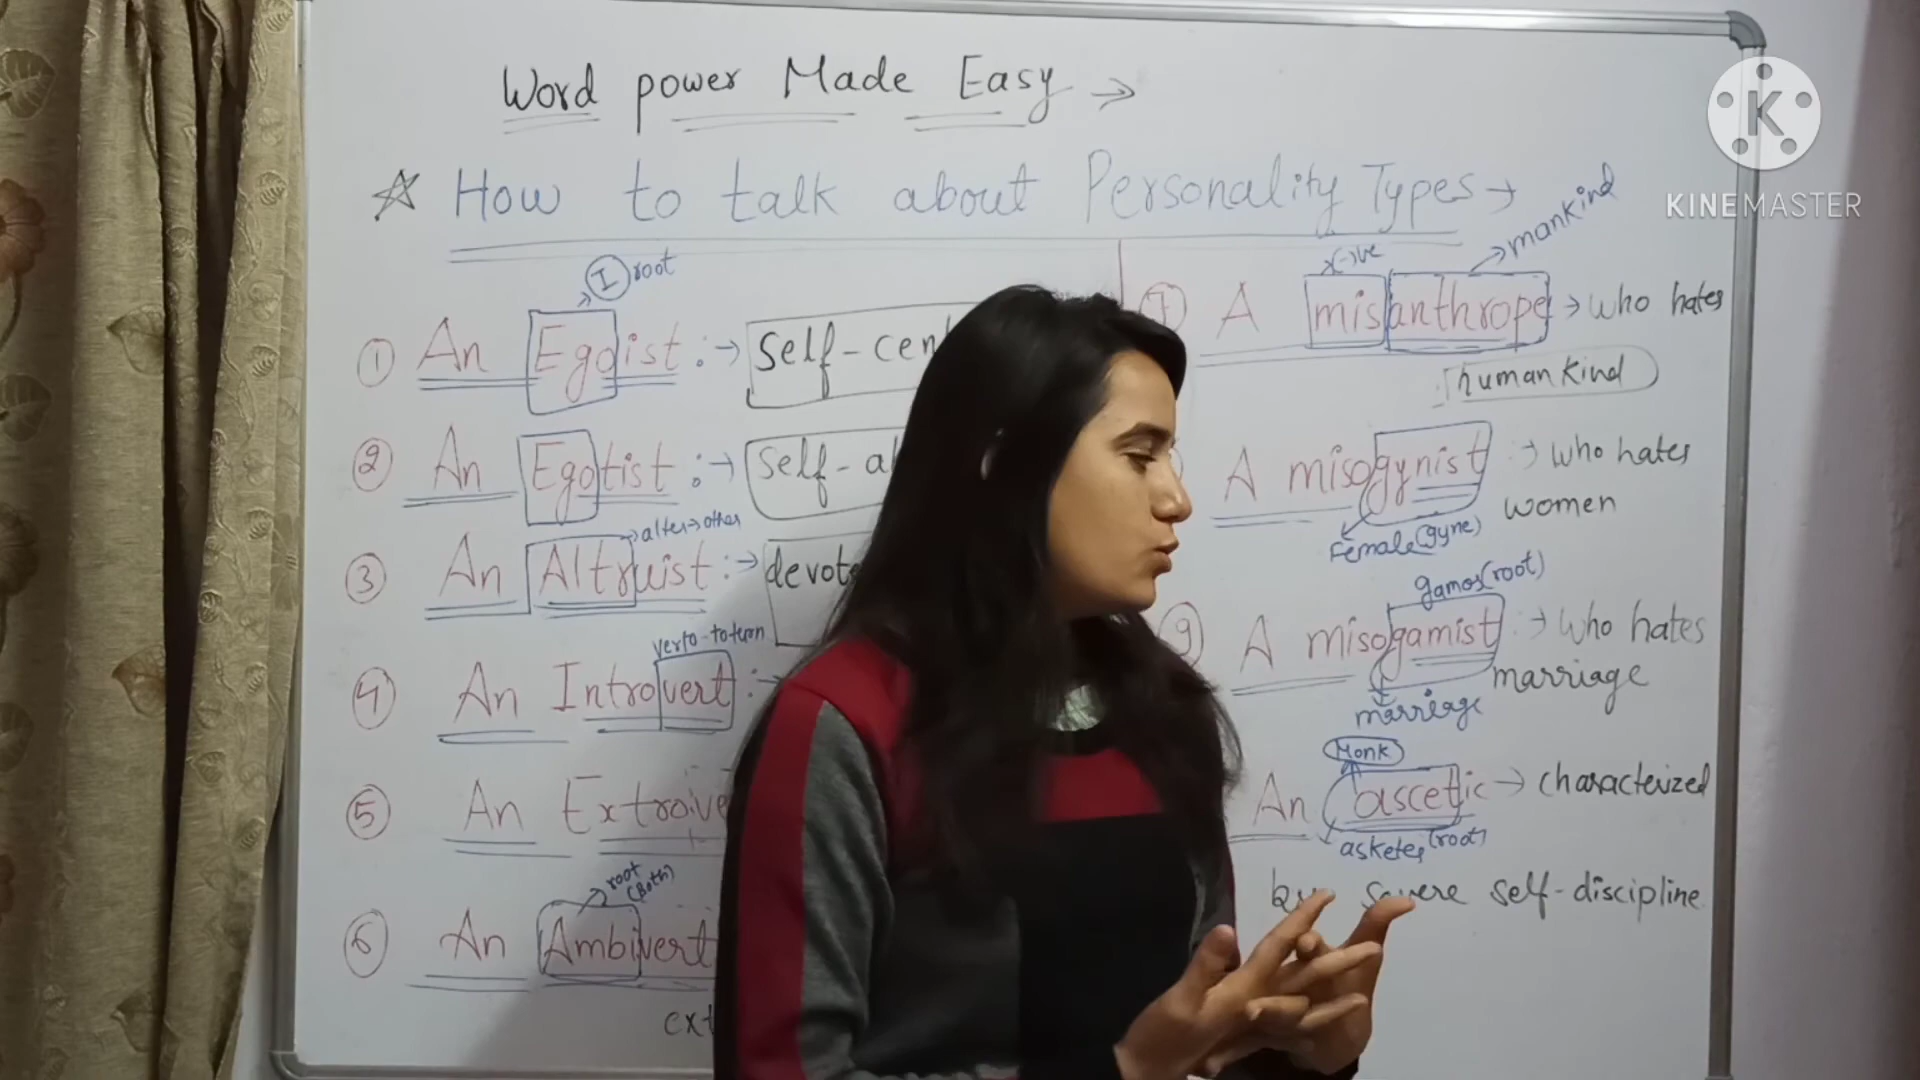 Word power Made Easy →
☆ How to talk about Personality Types →
I root
① An Egoist :→ Self-cen
② An Egotist :→ Self-a
alter→other
③ An Altruist :→ devote
verto-to turn
④ An Introvert :-
⑤ An Extro
root
(Both)
⑥ An Ambivert
ext
(-)ve
→mankind
7 A misanthrope → who hates
human kind
A misogynist :→ who hates
women
Female (gyne)
gamos(root)
9 A misogamist :→ who hates
marriage
marriage
Monk
An ascetic → characterized
asketes (root)
by severe self-discipline
K
KINEMASTER